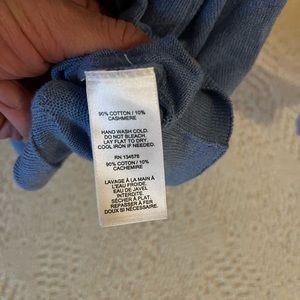 90% COTTON / 10%
CASHMERE
HAND WASH COLD.
DO NOT BLEACH.
LAY FLAT TO DRY.
COOL IRON IF NEEDED.
RN 134578
90% COTTON / 10%
CACHEMIRE
LAVAGE À LA MAIN À
L'EAU FROIDE.
EAU DE JAVEL
INTERDITE
SÉCHER À PLAT.
REPASSER À FER
DOUX SI NÉCESSAIRE.